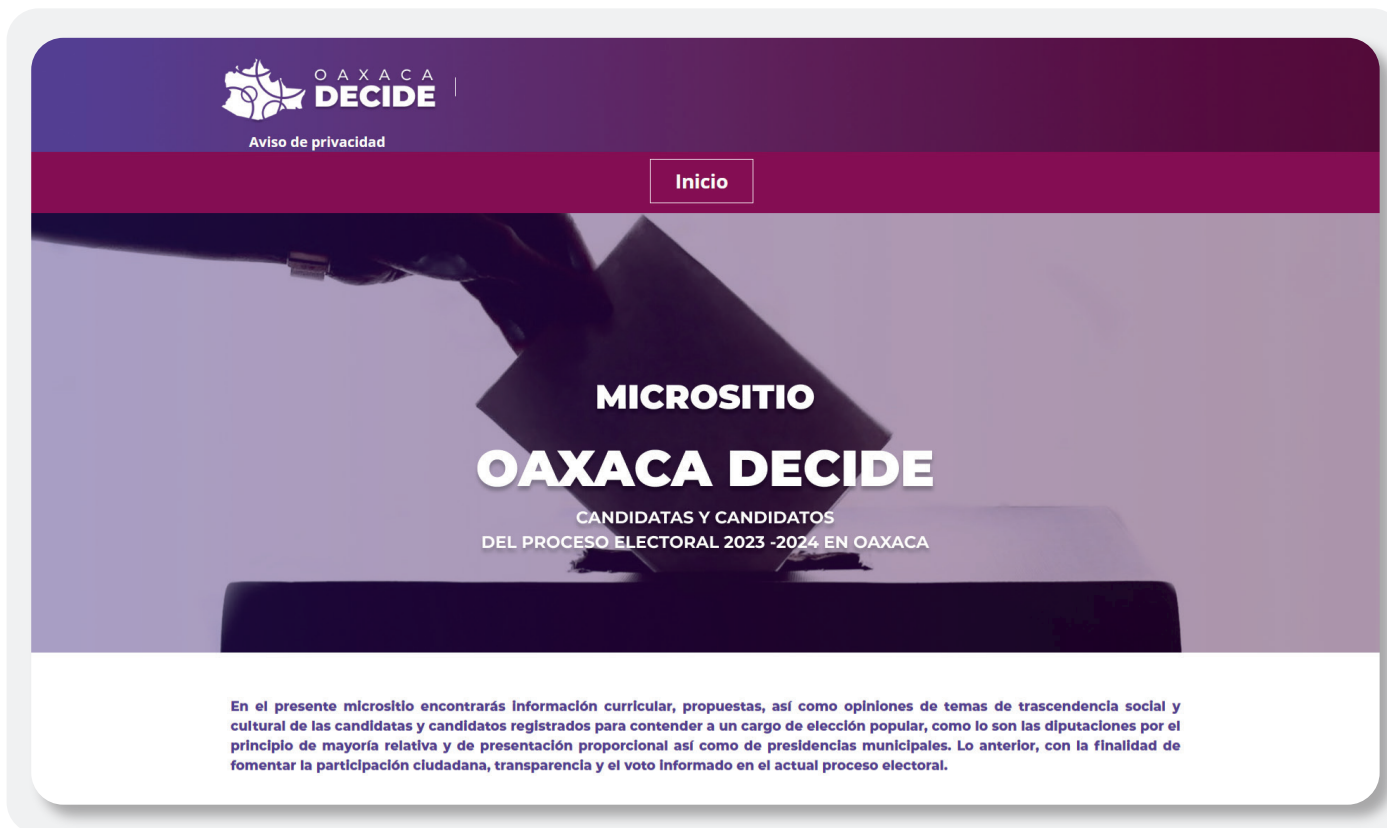 OAXACA
DECIDE
Aviso de privacidad
Inicio
MICROSITIO
OAXACA DECIDE
CANDIDATAS Y CANDIDATOS
DEL PROCESO ELECTORAL 2023 -2024 EN OAXACA
En el presente micrositio encontrarás información curricular, propuestas, así como opiniones de temas de trascendencia social y
cultural de las candidatas y candidatos registrados para contender a un cargo de elección popular, como lo son las diputaciones por el
principio de mayoría relativa y de presentación proporcional así como de presidencias municipales. Lo anterior, con la finalidad de
fomentar la participación ciudadana, transparencia y el voto informado en el actual proceso electoral.